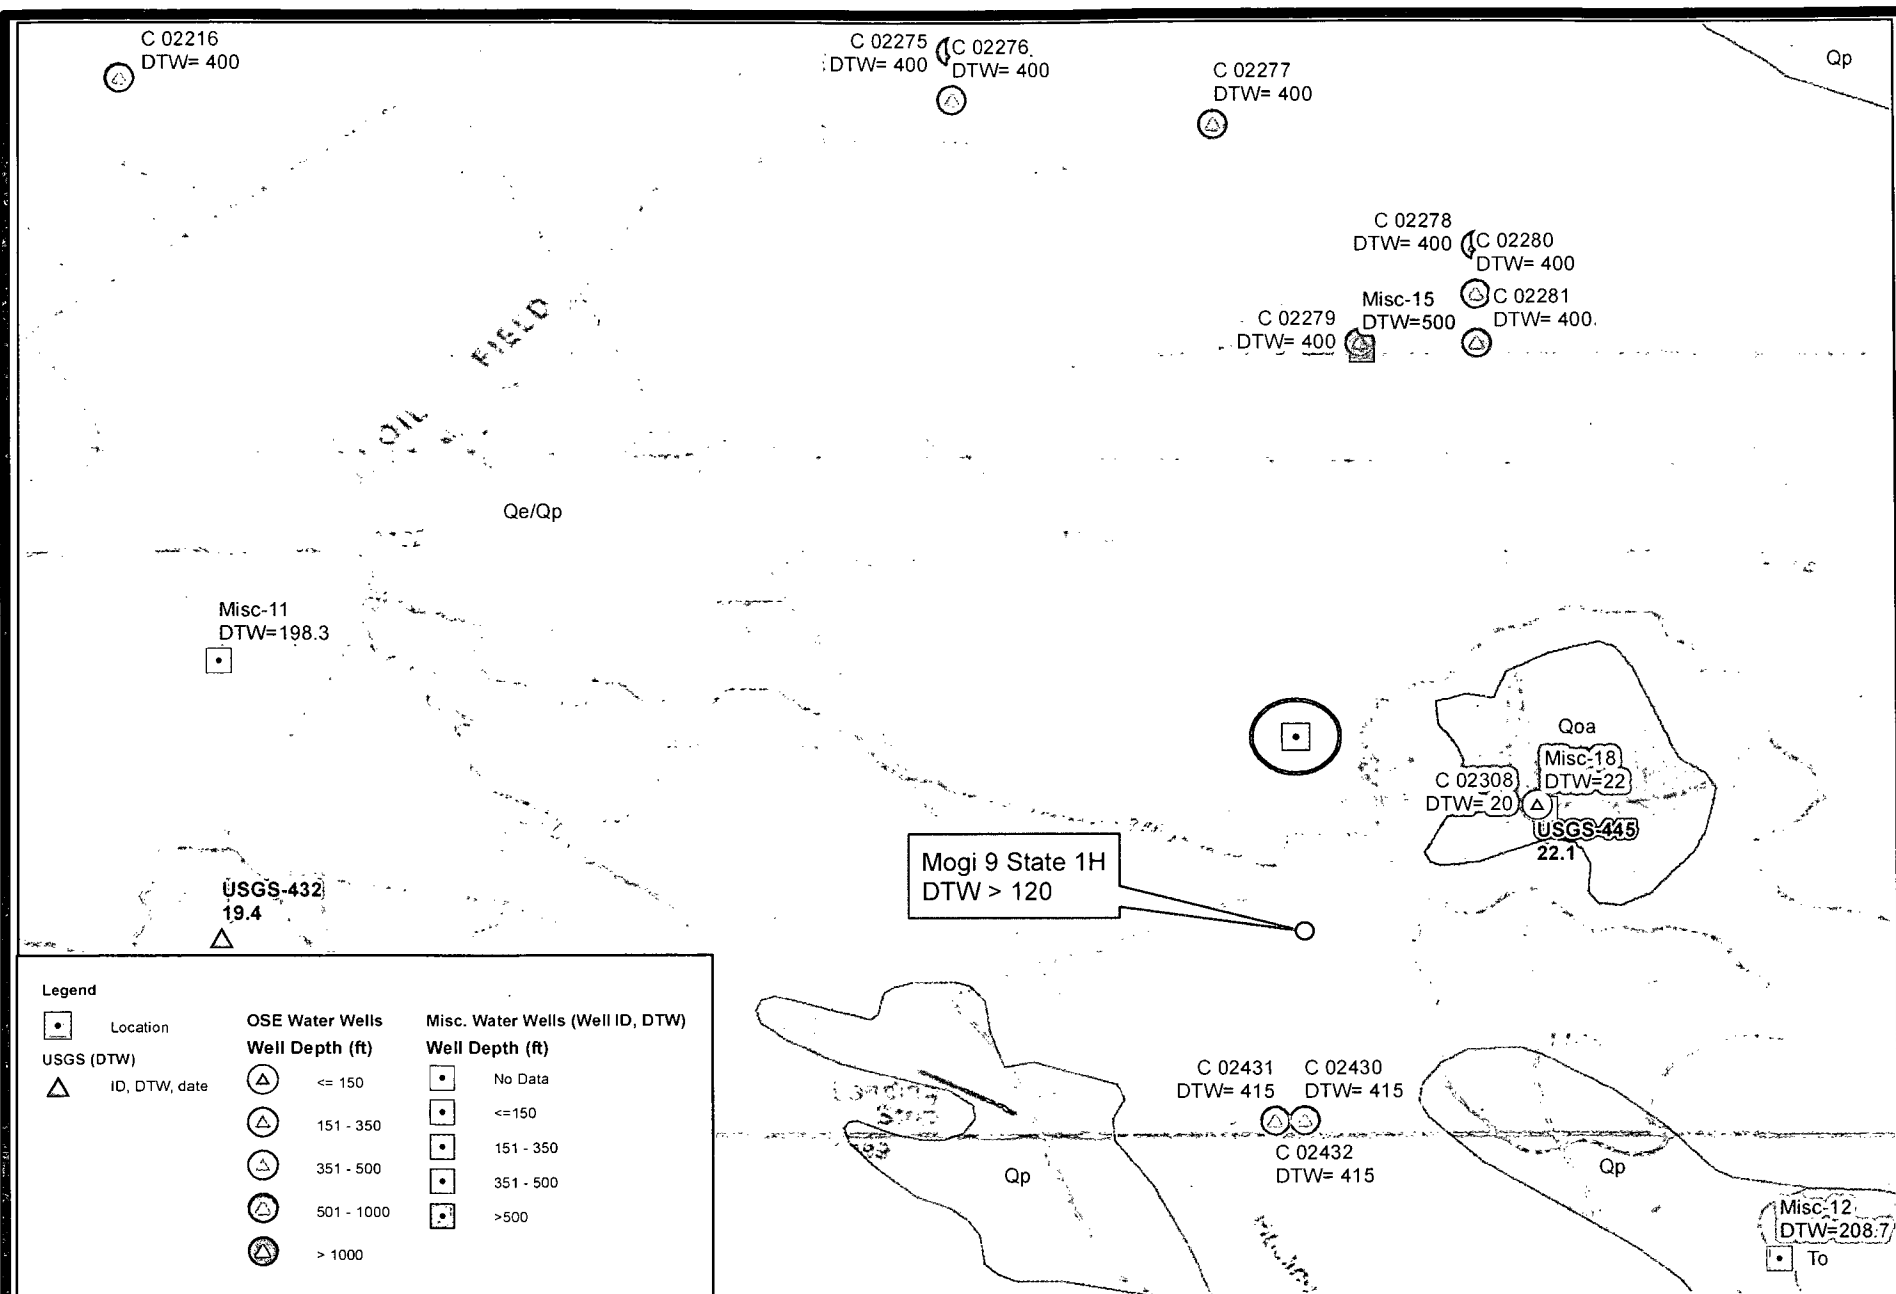 C 02216
DTW= 400
C 02275
DTW= 400
C 02276
DTW= 400
C 02277
DTW= 400
Qp
C 02278
DTW= 400
C 02280
DTW= 400
Misc-15
DTW=500
C 02281
DTW= 400
C 02279
DTW= 400
OIL FIELD
Qe/Qp
Misc-11
DTW=198.3
Qoa
Misc-18
DTW=22
C 02308
DTW= 20
USGS-445
22.1
Mogi 9 State 1H
DTW > 120
USGS-432
19.4
Legend
Location
USGS (DTW)
ID, DTW, date
OSE Water Wells
Well Depth (ft)
<= 150
151 - 350
351 - 500
501 - 1000
> 1000
Misc. Water Wells (Well ID, DTW)
Well Depth (ft)
No Data
<=150
151 - 350
351 - 500
>500
Landing
Strip
C 02431
DTW= 415
C 02430
DTW= 415
C 02432
DTW= 415
Qp
Qp
Misc-12
DTW=208.7
To